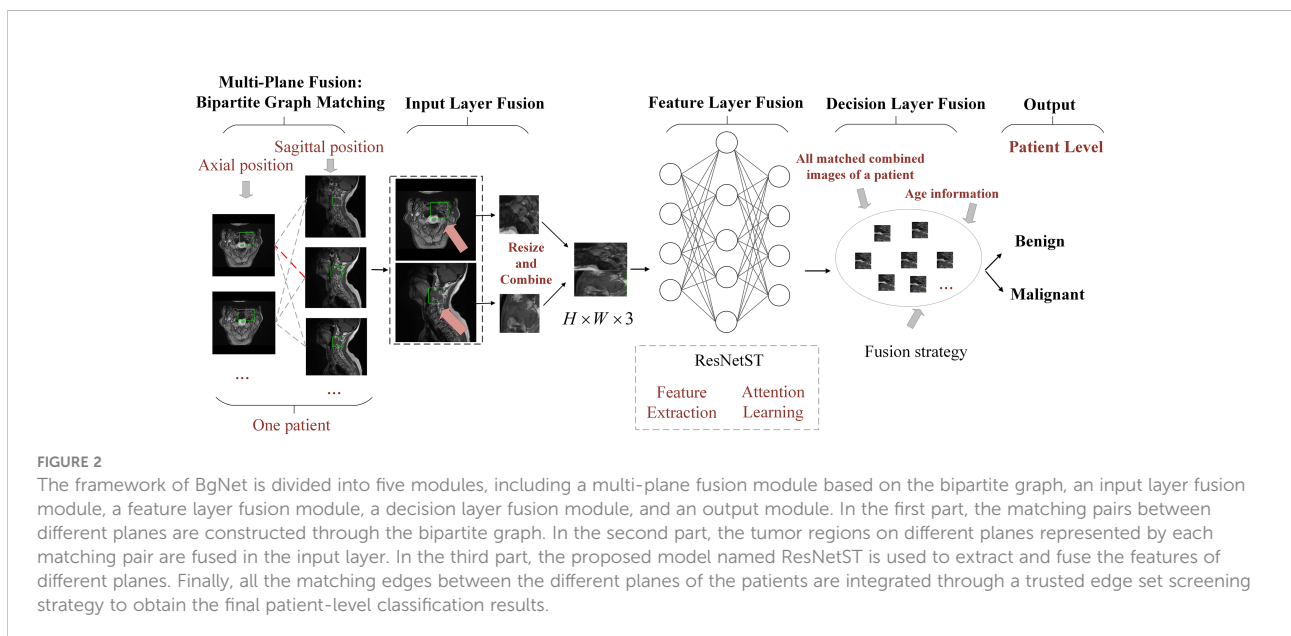 Multi-Plane Fusion:
Bipartite Graph Matching
Input Layer Fusion
Feature Layer Fusion
Decision Layer Fusion
Output
Axial position
Sagittal position
All matched combined
images of a patient
Age information
Patient Level
Resize
and
Combine
H × W × 3
...
Benign
Malignant
...
...
One patient
ResNetST
Feature
Extraction
Attention
Learning
Fusion strategy
FIGURE 2
The framework of BgNet is divided into five modules, including a multi-plane fusion module based on the bipartite graph, an input layer fusion
module, a feature layer fusion module, a decision layer fusion module, and an output module. In the first part, the matching pairs between
different planes are constructed through the bipartite graph. In the second part, the tumor regions on different planes represented by each
matching pair are fused in the input layer. In the third part, the proposed model named ResNetST is used to extract and fuse the features of
different planes. Finally, all the matching edges between the different planes of the patients are integrated through a trusted edge set screening
strategy to obtain the final patient-level classification results.